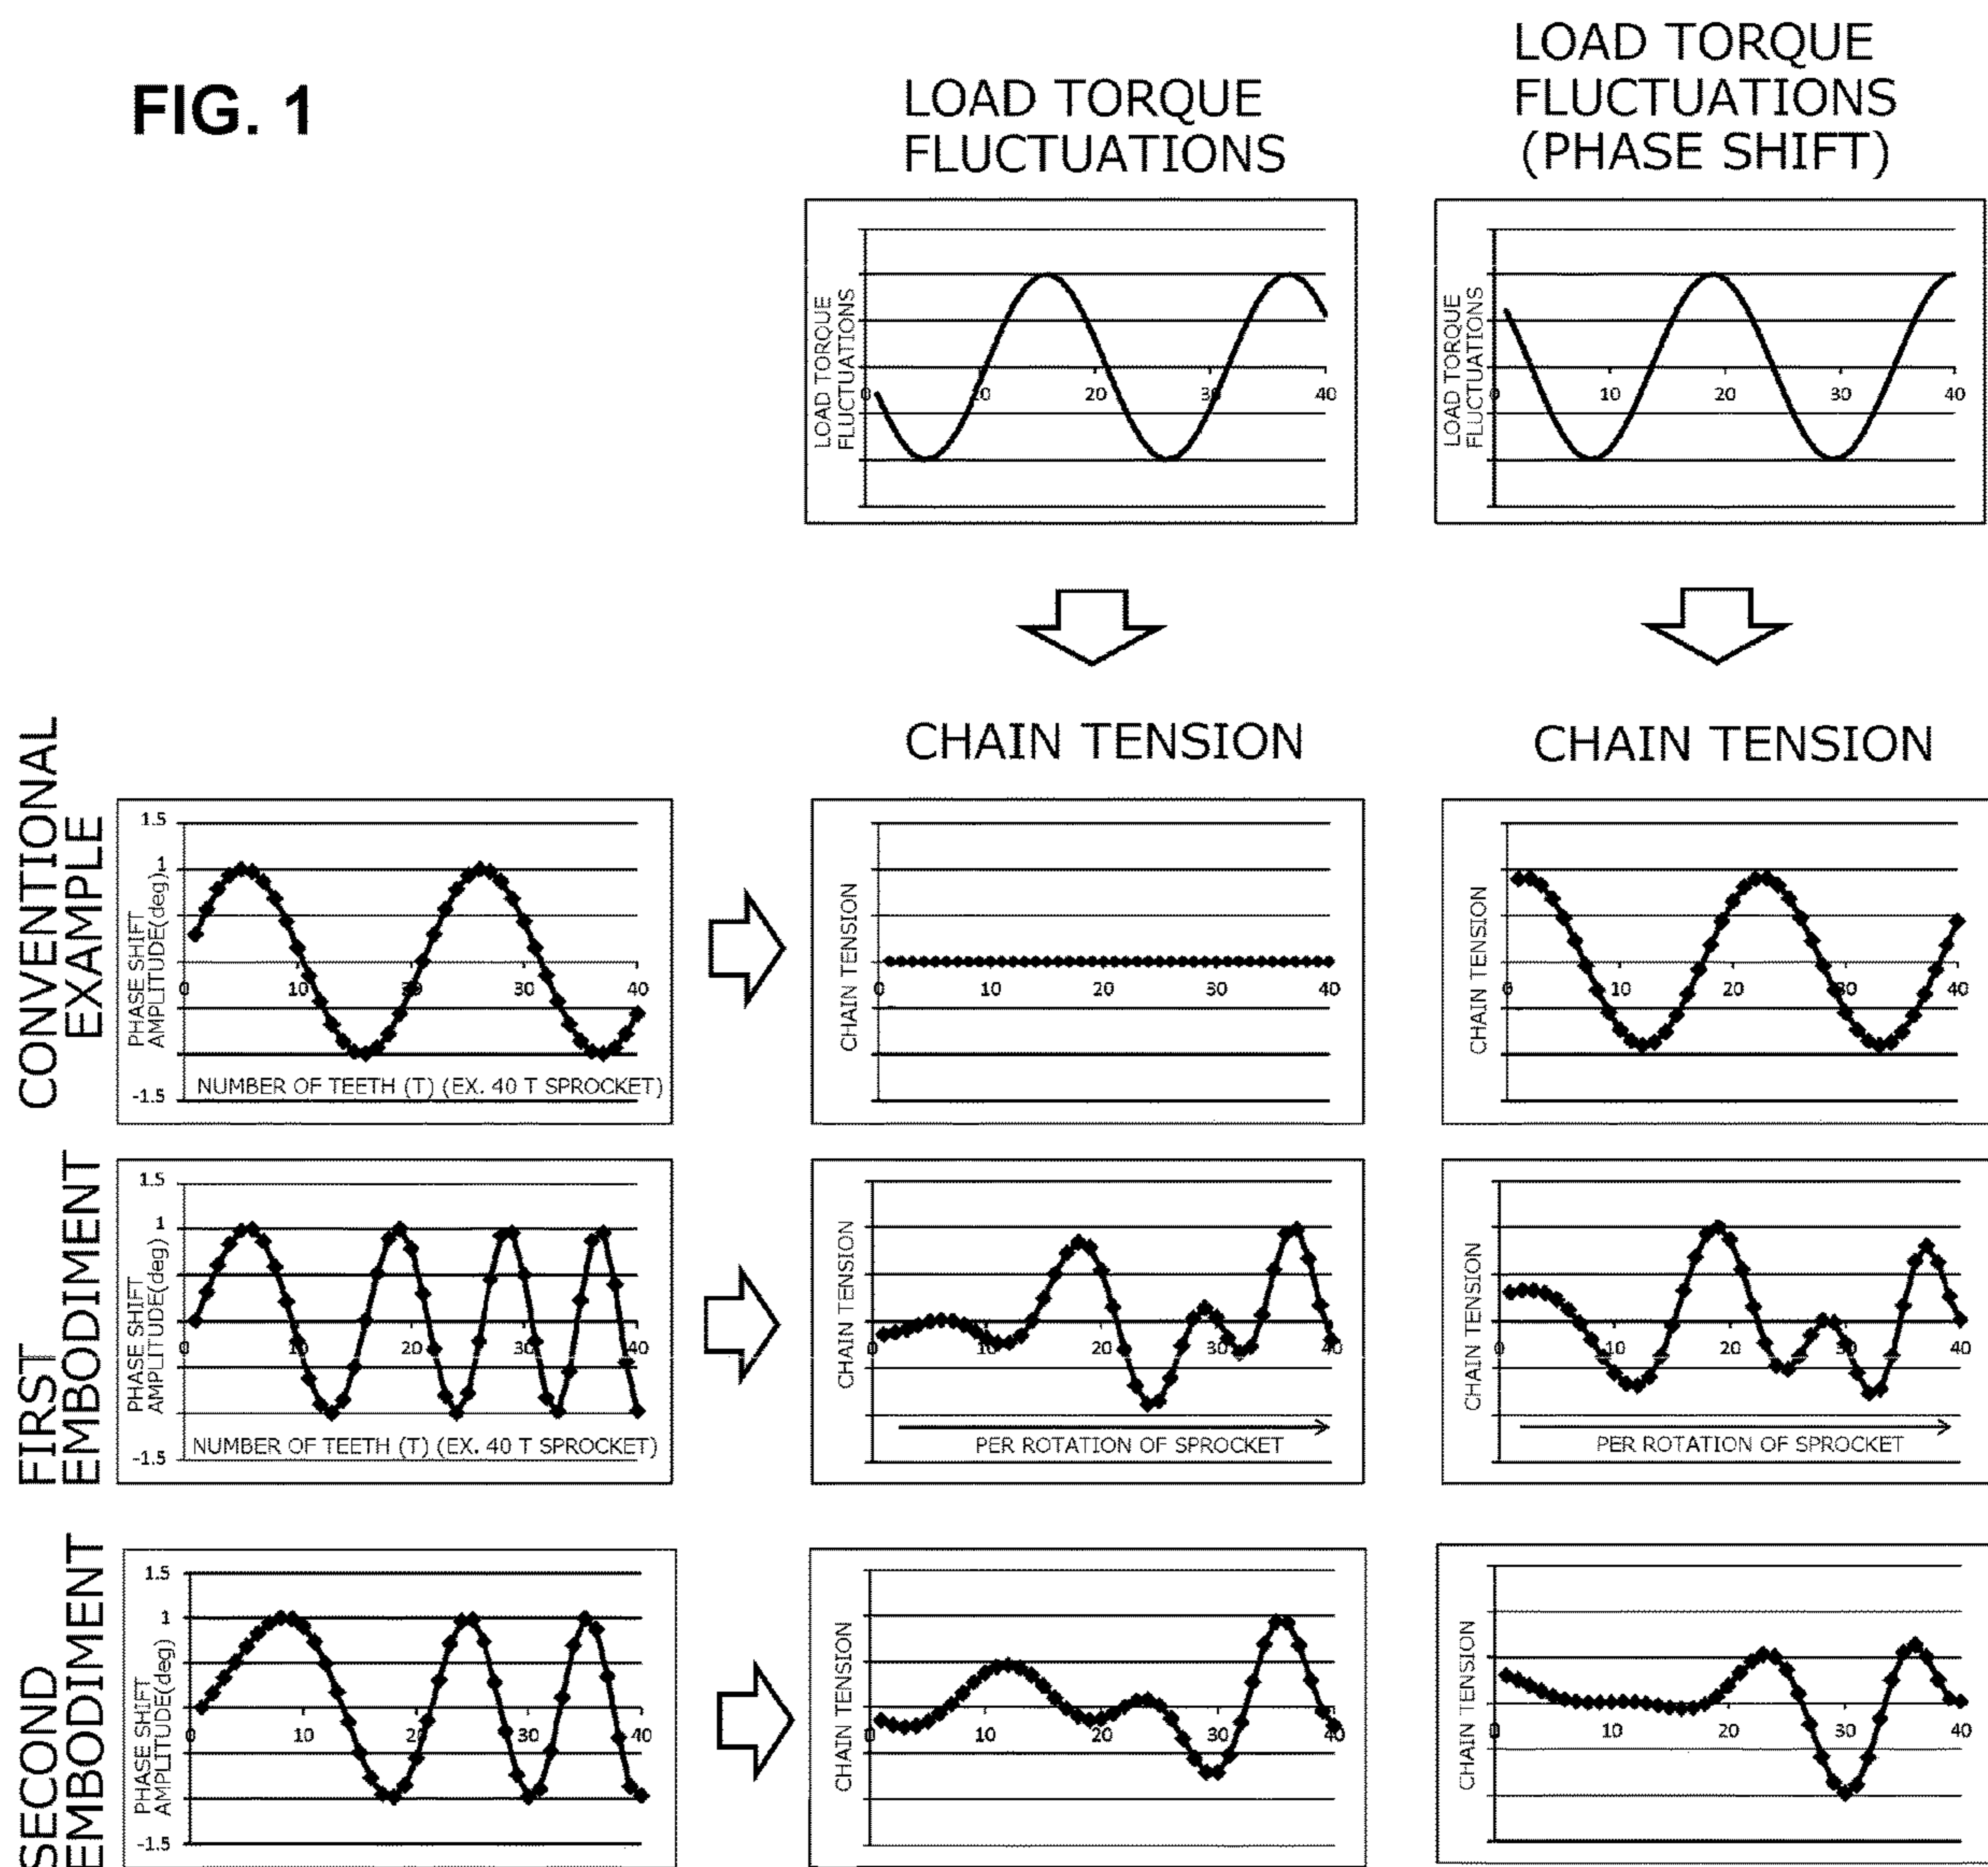 FIG. 1
LOAD TORQUE
FLUCTUATIONS
LOAD TORQUE
FLUCTUATIONS
(PHASE SHIFT)
LOAD TORQUE
FLUCTUATIONS
0 10 20 30 40
LOAD TORQUE
FLUCTUATIONS
0 10 20 30 40
CHAIN TENSION
CHAIN TENSION
CONVENTIONAL
EXAMPLE
PHASE SHIFT
AMPLITUDE(deg)
1.5
1
0 10 20 30 40
-1.5
NUMBER OF TEETH (T) (EX. 40 T SPROCKET)
CHAIN TENSION
0 10 20 30 40
CHAIN TENSION
0 10 20 30 40
FIRST
EMBODIMENT
PHASE SHIFT
AMPLITUDE(deg)
1.5
1
0 10 20 30 40
-1.5
NUMBER OF TEETH (T) (EX. 40 T SPROCKET)
CHAIN TENSION
0 10 20 30 40
PER ROTATION OF SPROCKET
CHAIN TENSION
0 10 20 30 40
PER ROTATION OF SPROCKET
SECOND
EMBODIMENT
PHASE SHIFT
AMPLITUDE(deg)
1.5
1
0 10 20 30 40
-1.5
CHAIN TENSION
0 10 20 30 40
CHAIN TENSION
0 10 20 30 40